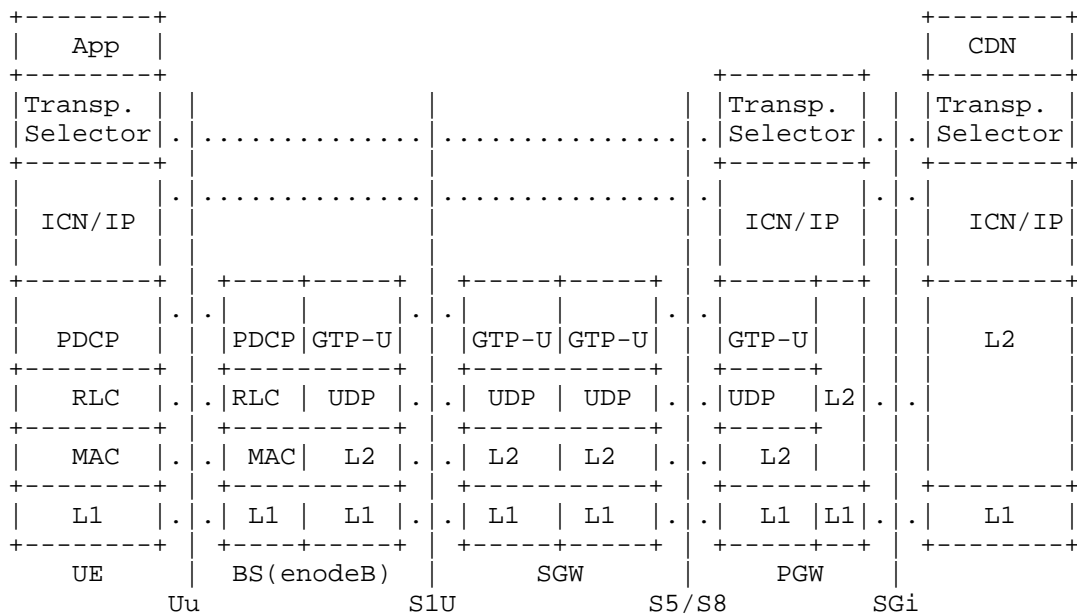 +--------+ +--------+
| App | | CDN |
+--------+ +--------+ +--------+
|Transp. | | | | |Transp. | | |Transp. |
|Selector|.|..............|...............|.|Selector|.|.|Selector|
+--------+ | | | +--------+ | +--------+
| |.|..............|...............|.| |.|.| |
| ICN/IP | | | | | ICN/IP | | | ICN/IP|
| | | | | | | | | |
+--------+ | +----+-----+ | +-----+-----+ | +-----+--+ | +--------+
| |.|.| | |.|.| | |.|.| | | | | |
| PDCP | | |PDCP|GTP-U| | |GTP-U|GTP-U| | |GTP-U| | | | L2 |
+--------+ | +----------+ | +-----------+ | +-----+ | | | |
| RLC |.|.|RLC | UDP |.|.| UDP | UDP |.|.|UDP |L2|.|.| |
+--------+ | +----------+ | +-----------+ | +-----+ | | | |
| MAC |.|.| MAC| L2 |.|.| L2 | L2 |.|.| L2 | | | | |
+--------+ | +----------+ | +-----------+ | +--------+ | +--------+
| L1 |.|.| L1 | L1 |.|.| L1 | L1 |.|.| L1 |L1|.|.| L1 |
+--------+ | +----+-----+ | +-----+-----+ | +-----+--+ | +--------+
UE | BS(enodeB) | SGW | PGW |
Uu S1U S5/S8 SGi